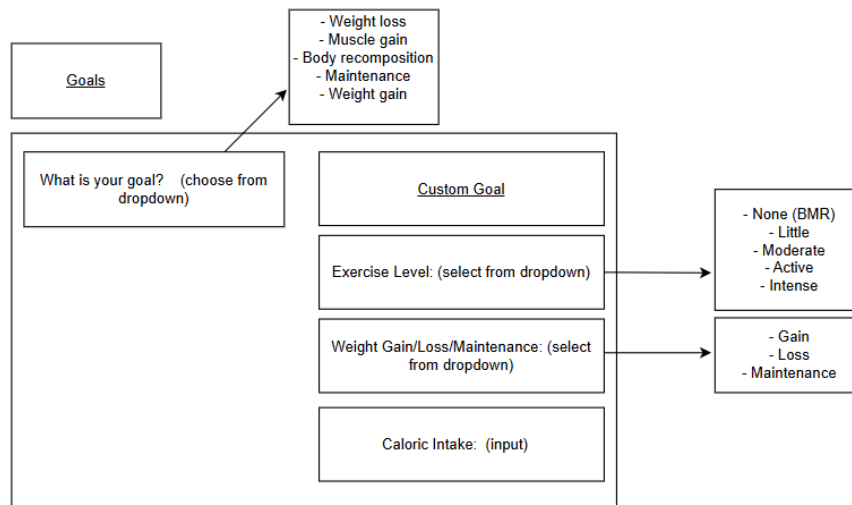 - Weight loss
- Muscle gain
- Body recomposition
- Maintenance
- Weight gain
Goals
What is your goal? (choose from
dropdown)
Custom Goal
Exercise Level: (select from dropdown)
- None (BMR)
- Little
- Moderate
- Active
- Intense
Weight Gain/Loss/Maintenance: (select
from dropdown)
- Gain
- Loss
- Maintenance
Caloric Intake: (input)